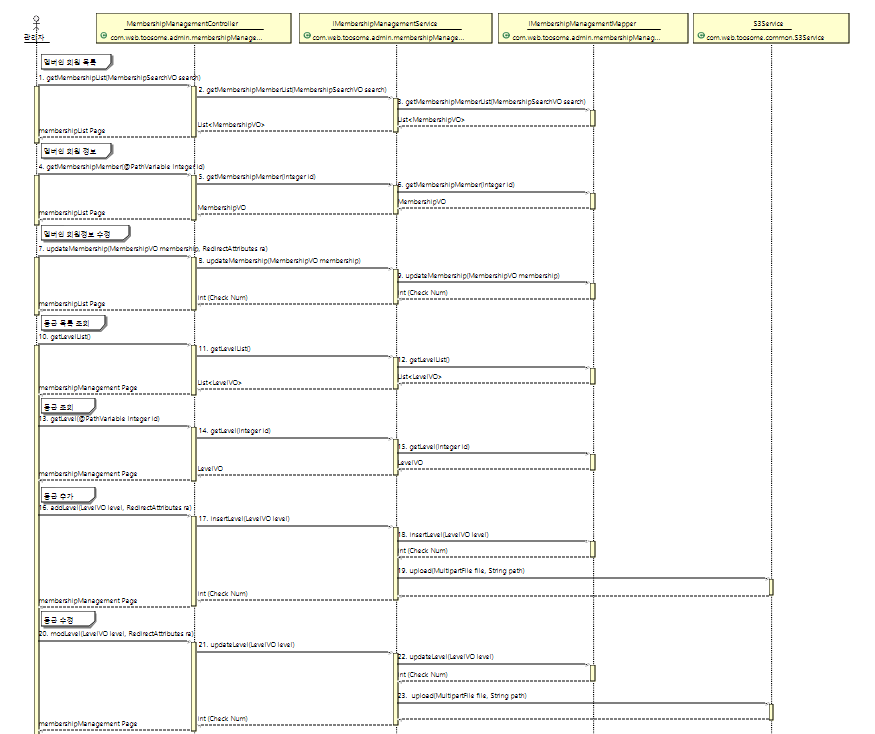 MembershipManagementController
com.web.toosome.admin.membershipManage...
IMembershipManagementService
com.web.toosome.admin.membershipManage...
IMembershipManagementMapper
com.web.toosome.admin.membershipManag...
S3Service
com.web.toosome.common.S3Service
관리자
멤버인 회원 목록
1. getMembershipList(MembershipSearchVO search)
2. getMembershipMemberList(MembershipSearchVO search)
3. getMembershipMemberList(MembershipSearchVO search)
List<MembershipVO>
List<MembershipVO>
membershipList Page
멤버인 회원 정보
4. getMembershipMember(@PathVariable Integer id)
5. getMembershipMember(Integer id)
6. getMembershipMember(Integer id)
MembershipVO
MembershipVO
membershipList Page
멤버인 회원정보 수정
7. updateMembership(MembershipVO membership, RedirectAttributes ra)
8. updateMembership(MembershipVO membership)
9. updateMembership(MembershipVO membership)
int (Check Num)
int (Check Num)
membershipList Page
등급 목록 조회
10. getLevelList()
11. getLevelList()
12. getLevelList()
List<LevelVO>
List<LevelVO>
membershipManagement Page
등급 조회
13. getLevel(@PathVariable Integer id)
14. getLevel(Integer id)
15. getLevel(Integer id)
LevelVO
LevelVO
membershipManagement Page
등급 추가
16. addLevel(LevelVO level, RedirectAttributes ra)
17. insertLevel(LevelVO level)
18. insertLevel(LevelVO level)
int (Check Num)
19. upload(MultipartFile file, String path)
int (Check Num)
membershipManagement Page
등급 수정
20. modLevel(LevelVO level, RedirectAttributes ra)
21. updateLevel(LevelVO level)
22. updateLevel(LevelVO level)
int (Check Num)
23. upload(MultipartFile file, String path)
int (Check Num)
membershipManagement Page